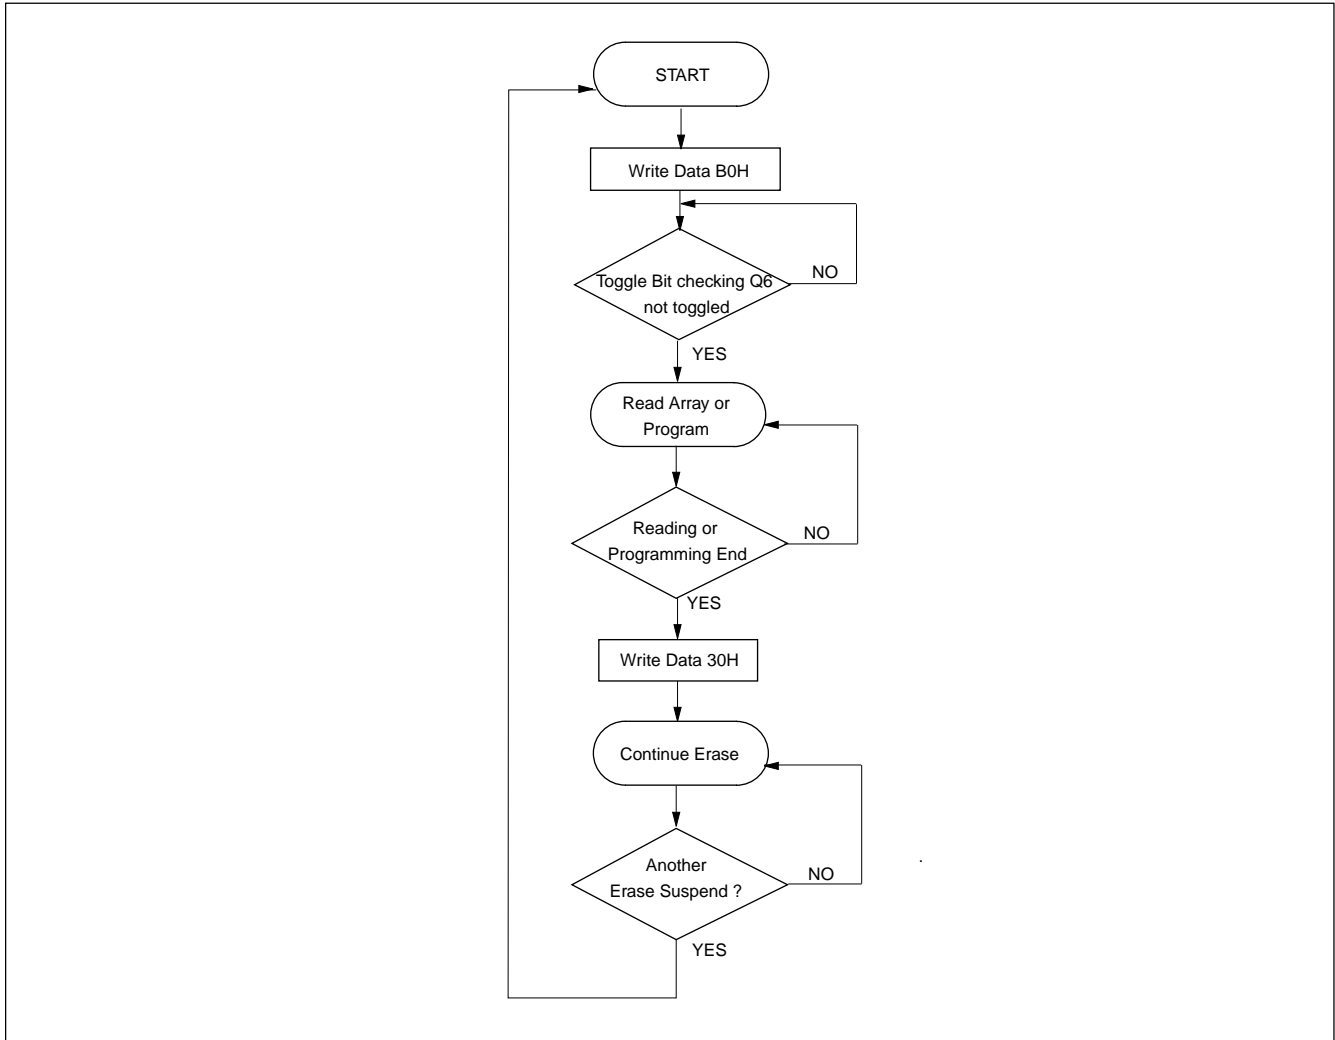 START
Write Data B0H
Toggle Bit checking Q6
not toggled
NO
YES
Read Array or
Program
Reading or
Programming End
NO
YES
Write Data 30H
Continue Erase
Another
Erase Suspend ?
NO
YES